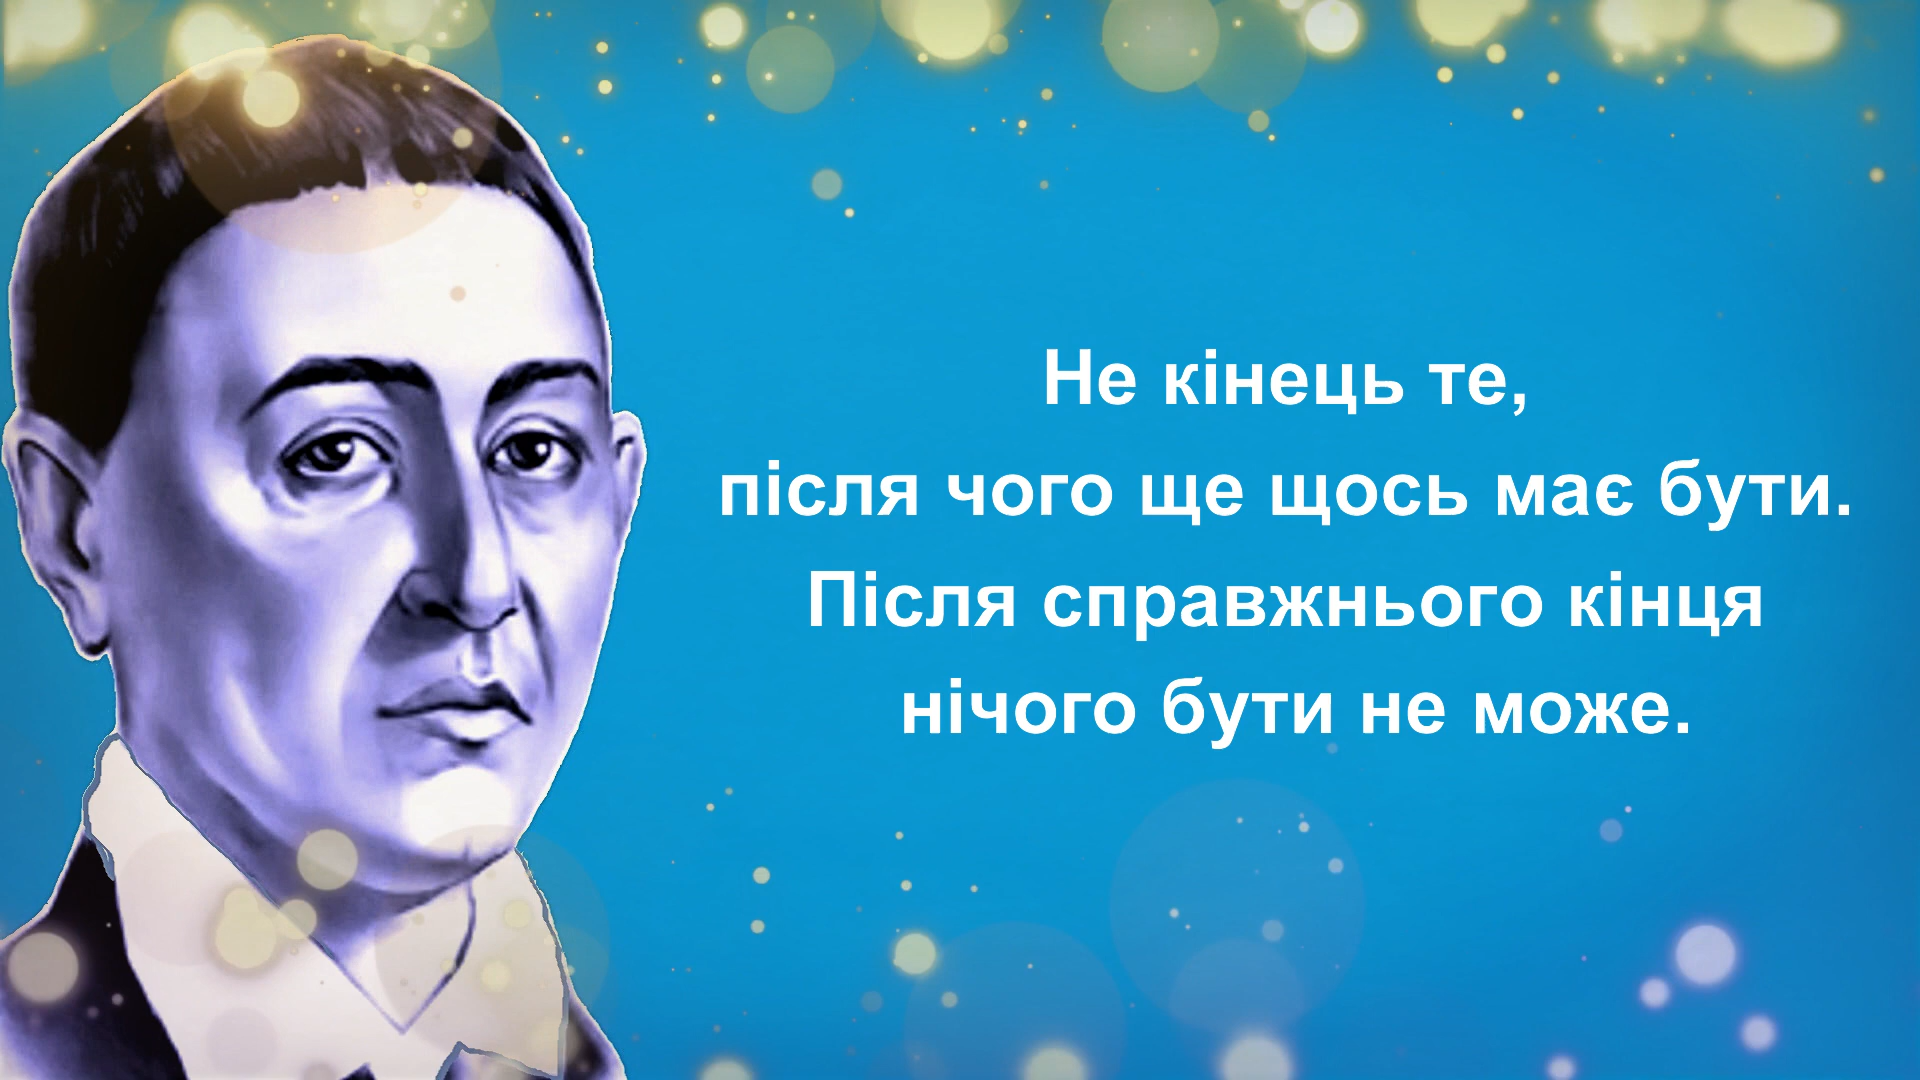 Не кінець те,
після чого ще щось має бути.
Після справжнього кінця
нічого бути не може.